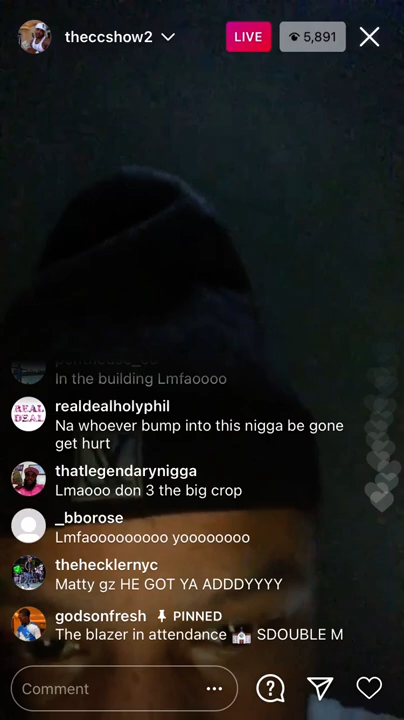 theccshow2
LIVE
5,891
In the building Lmfaoooo
realdealholyphil
Na whoever bump into this nigga be gone
get hurt
REAL
DEAL
thatlegendarynigga
Lmaooo don 3 the big crop
_bborose
Lmfaooooooooo yoooooooo
thehecklernyc
Matty gz HE GOT YA ADDDYYYY
godsonfresh PINNED
The blazer in attendance SDOUBLE M
Comment